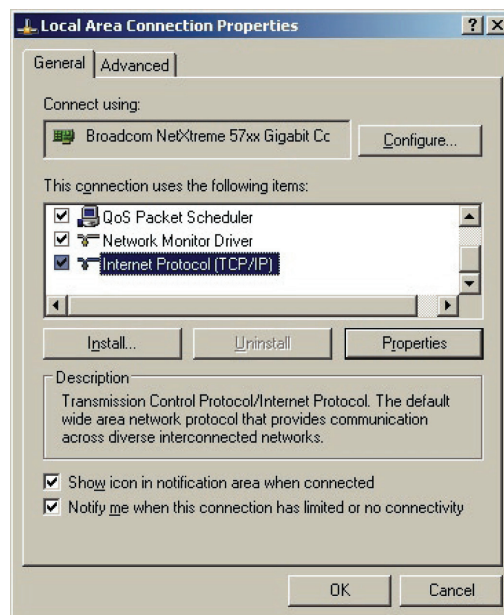 Local Area Connection Properties
General Advanced
Connect using:
Broadcom NetXtreme 57xx Gigabit Cc Configure...
This connection uses the following items:
QoS Packet Scheduler
Network Monitor Driver
Internet Protocol (TCP/IP)
Install... Uninstall Properties
Description
Transmission Control Protocol/Internet Protocol. The default
wide area network protocol that provides communication
across diverse interconnected networks.
Show icon in notification area when connected
Notify me when this connection has limited or no connectivity
OK Cancel